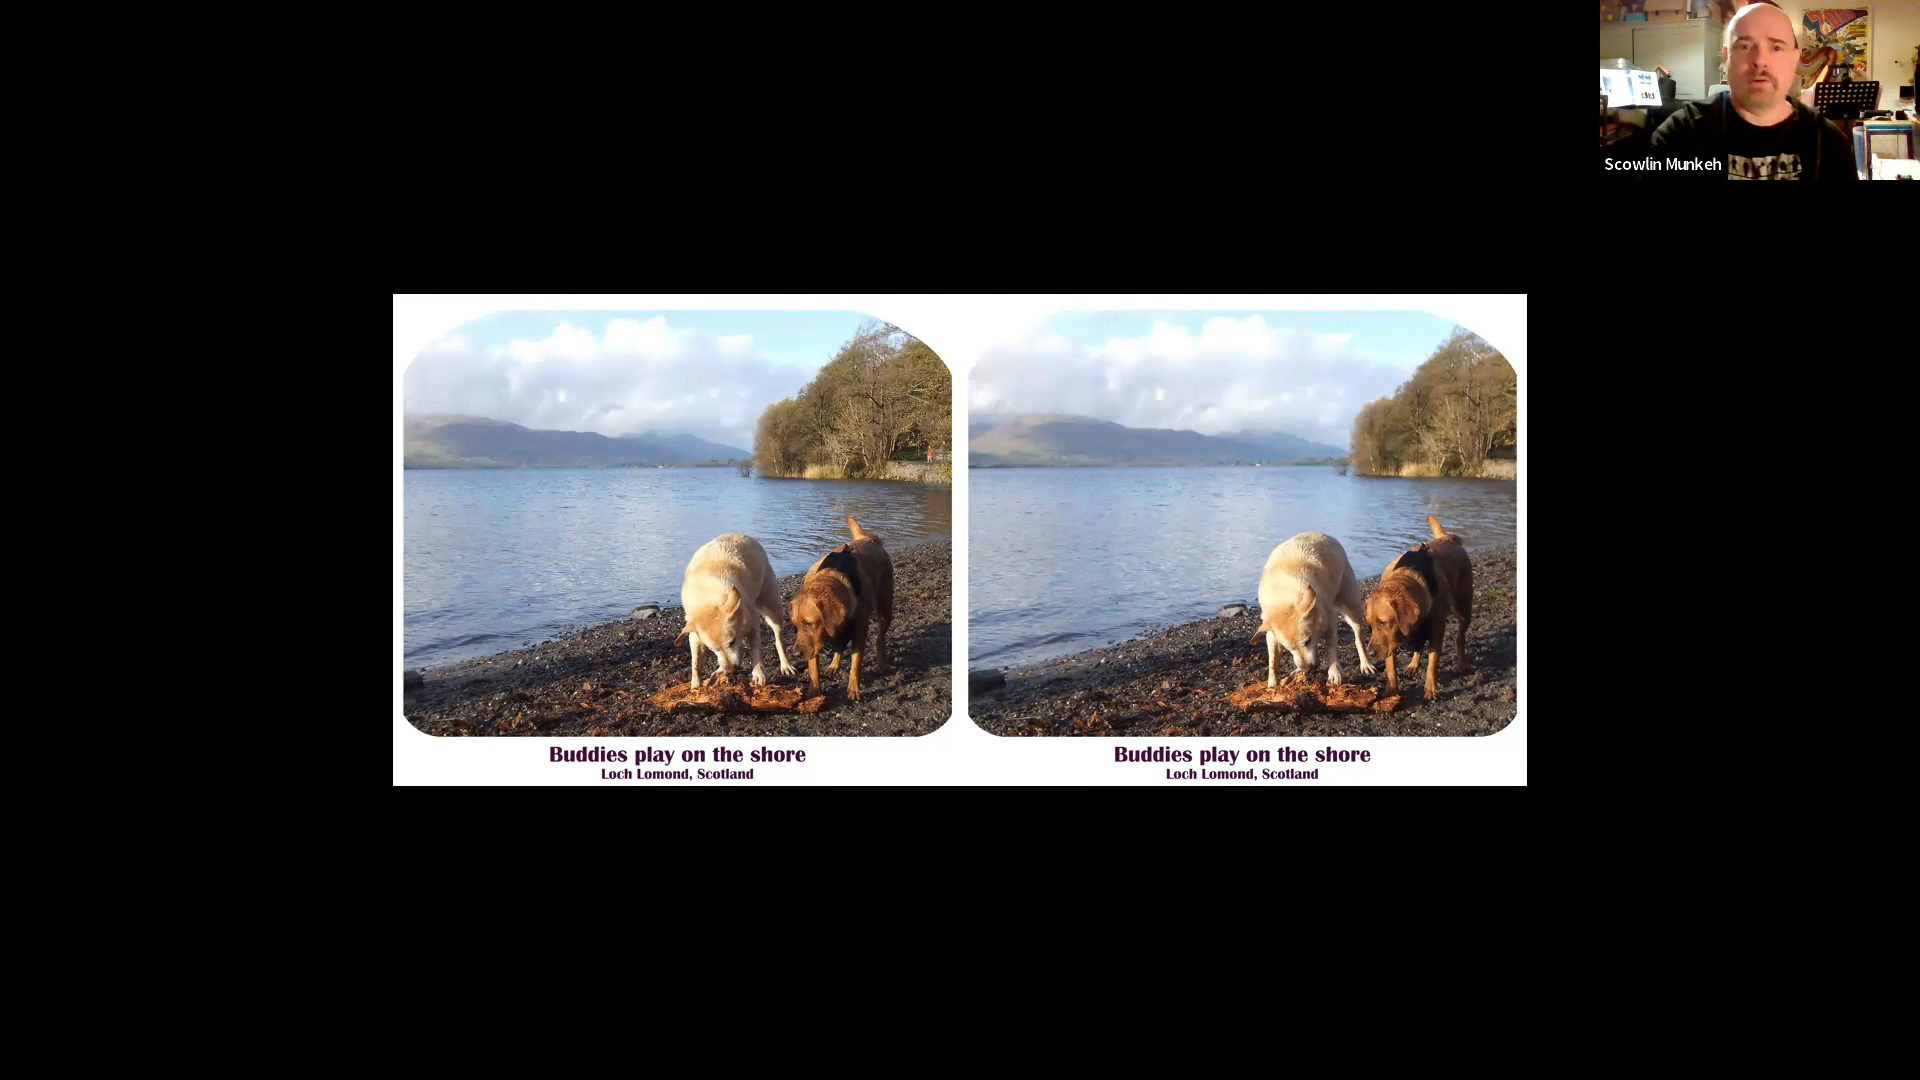 Scowlin Munkeh
Buddies play on the shore
Loch Lomond, Scotland
Buddies play on the shore
Loch Lomond, Scotland